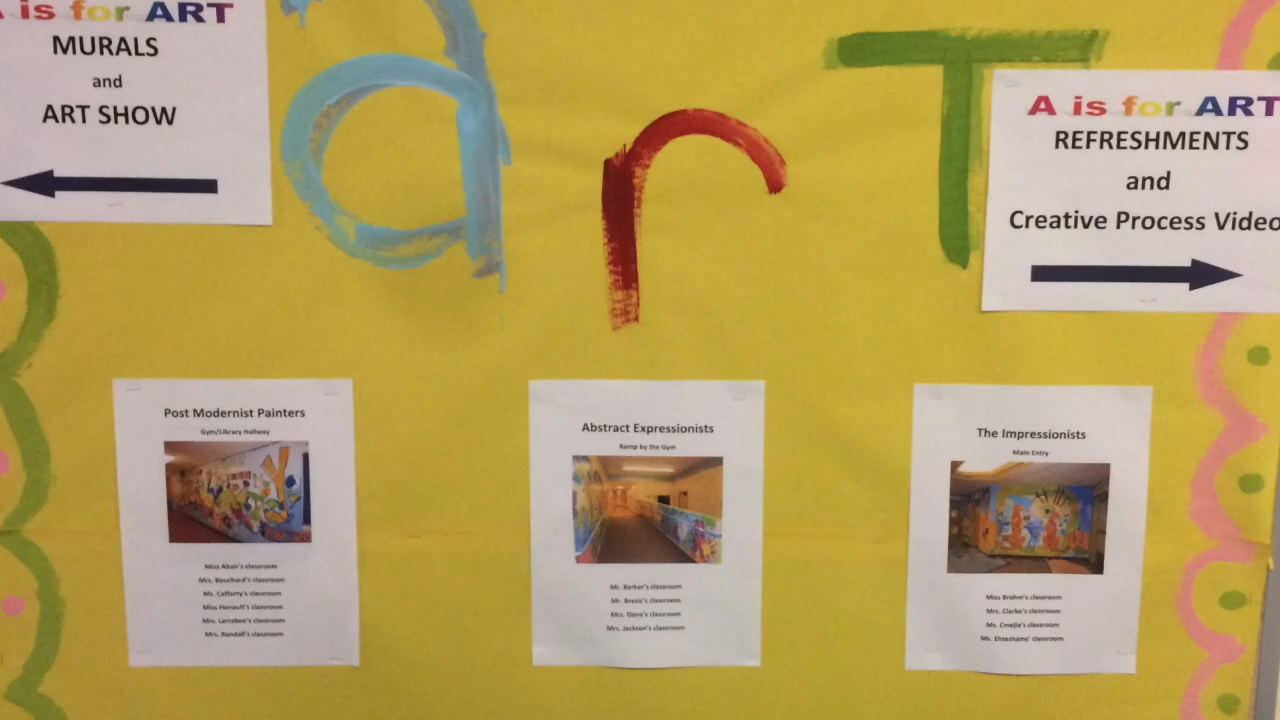 A is for ART
MURALS
and
ART SHOW
arT
A is for ART
REFRESHMENTS
and
Creative Process Video
Post Modernist Painters
Gym/Library Hallway
Miss Abair's classroom
Mrs. Bouchard's classroom
Ms. Cafferty's classroom
Miss Heriault's classroom
Mrs. Larrabee's classroom
Mrs. Randall's classroom
Abstract Expressionists
Ramp by the Gym
Mr. Barker's classroom
Mr. Brezic's classroom
Mrs. Dana's classroom
Mrs. Jackson's classroom
The Impressionists
Main Entry
Miss Brehm's classroom
Mrs. Clarke's classroom
Ms. Cmejla's classroom
Ms. Ehteshams' classroom